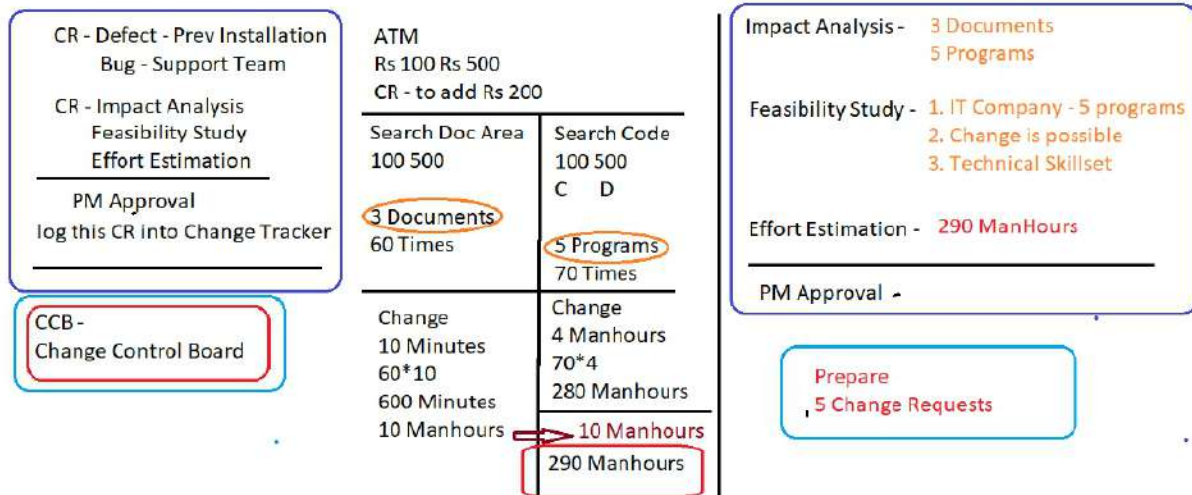 CR - Defect - Prev Installation
Bug - Support Team
CR - Impact Analysis
Feasibility Study
Effort Estimation
PM Approval
log this CR into Change Tracker
CCB -
Change Control Board
ATM
Rs 100 Rs 500
CR - to add Rs 200
Search Doc Area
100 500
3 Documents
60 Times
Search Code
100 500
C D
5 Programs
70 Times
Change
10 Minutes
60*10
600 Minutes
10 Manhours
Change
4 Manhours
70*4
280 Manhours
10 Manhours
290 Manhours
Impact Analysis - 3 Documents
5 Programs
Feasibility Study - 1. IT Company - 5 programs
2. Change is possible
3. Technical Skillset
Effort Estimation - 290 ManHours
PM Approval -
Prepare
5 Change Requests